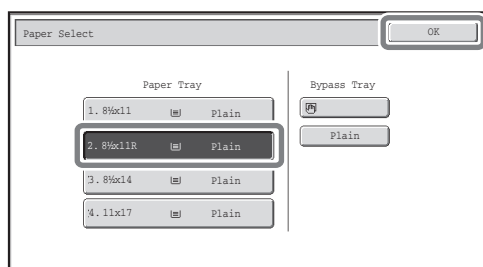 Paper Select
OK
Paper Tray
Bypass Tray
1. 8½x11 Plain
2. 8½x11R Plain
Plain
3. 8½x14 Plain
4. 11x17 Plain